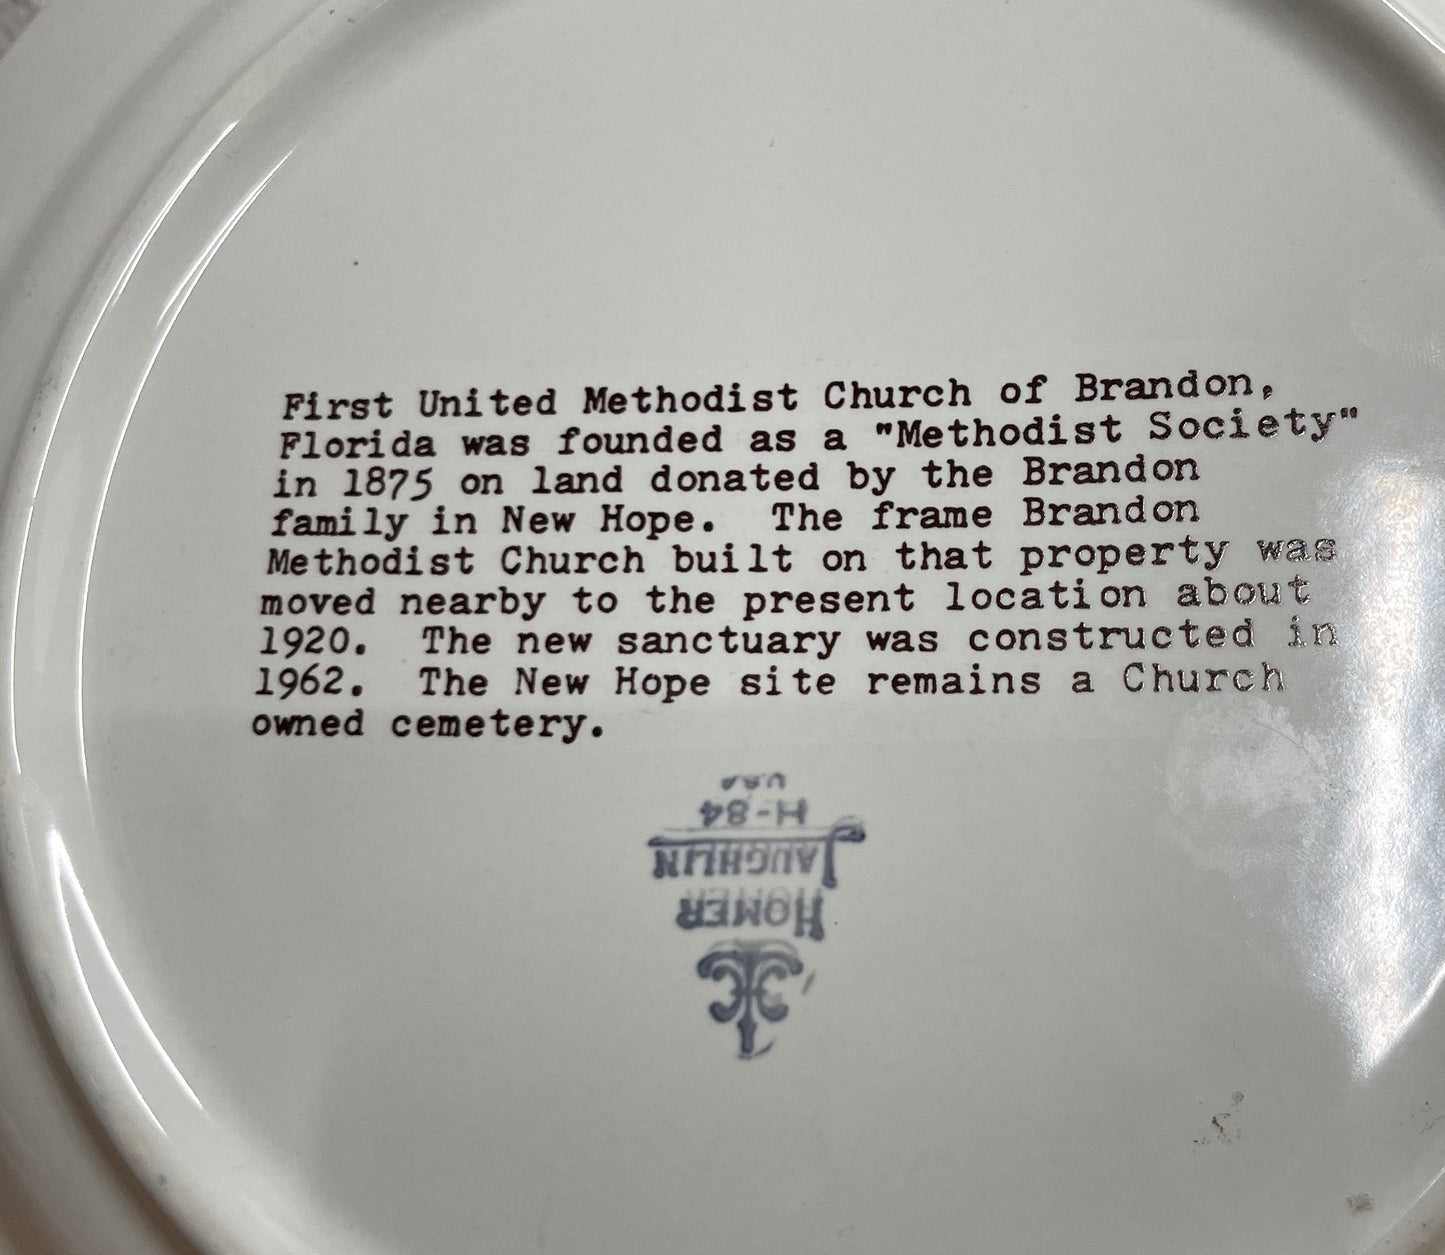 First United Methodist Church of Brandon,
Florida was founded as a "Methodist Society"
in 1875 on land donated by the Brandon
family in New Hope.  The frame Brandon
Methodist Church built on that property was
moved nearby to the present location about
1920.  The new sanctuary was constructed in
1962.  The New Hope site remains a Church
owned cemetery.
HOMER
LAUGHLIN
H-84
USA